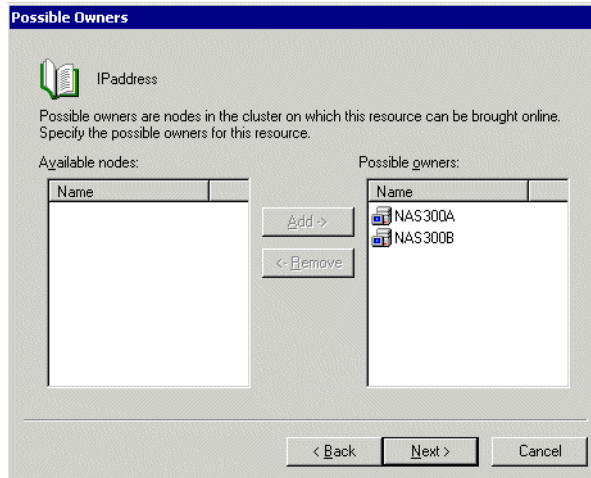 Possible Owners
IPaddress
Possible owners are nodes in the cluster on which this resource can be brought online.
Specify the possible owners for this resource.
Available nodes:
Possible owners:
Name
Name
NAS300A
NAS300B
Add ->
<- Remove
< Back
Next >
Cancel